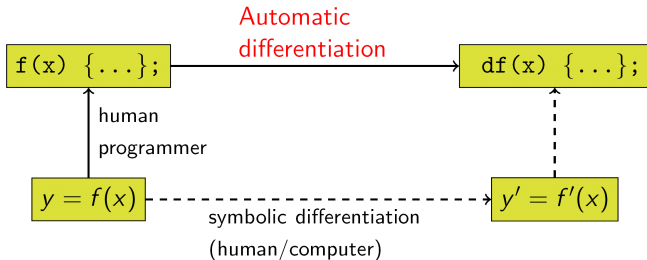 Automatic
differentiation
f(x) {...};
df(x) {...};
human
programmer
y = f(x)
y′ = f′(x)
symbolic differentiation
(human/computer)